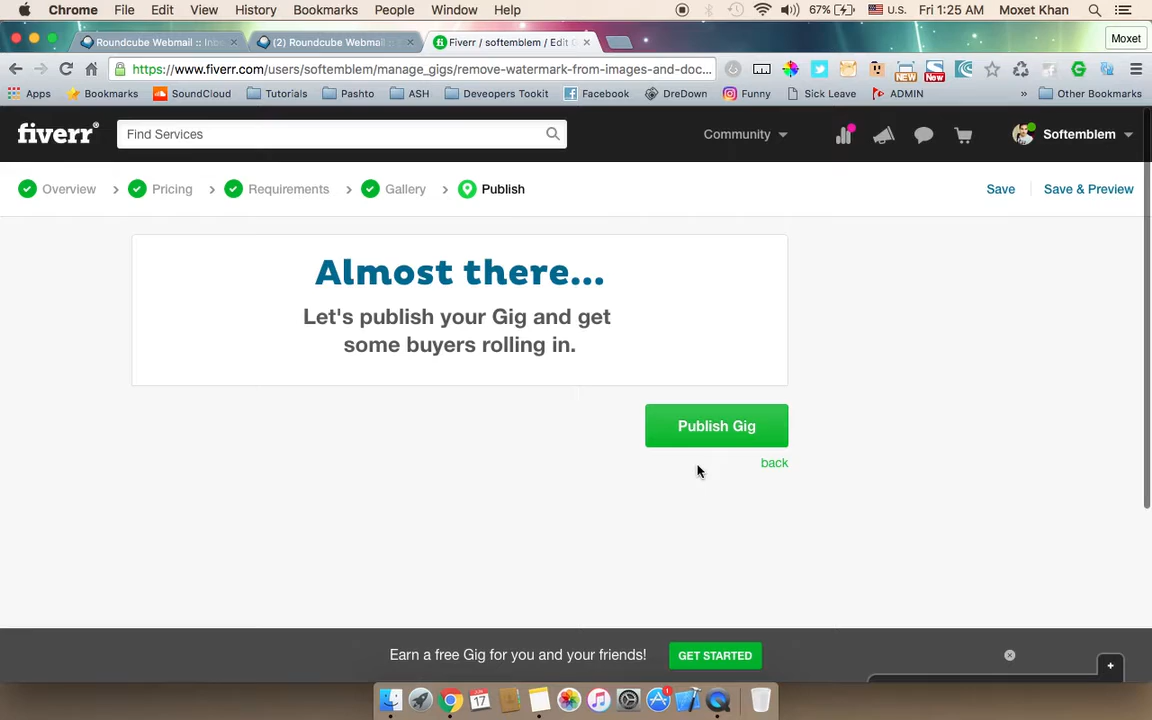 Chrome File Edit View History Bookmarks People Window Help 67% U.S. Fri 1:25 AM Moxet Khan
Roundcube Webmail :: Inb (2) Roundcube Webmail :: Fiverr / softemblem / Edit G Moxet
https://www.fiverr.com/users/softemblem/manage_gigs/remove-watermark-from-images-and-doc...
Apps Bookmarks SoundCloud Tutorials Pashto ASH Deveopers Tookit Facebook DreDown Funny Sick Leave ADMIN » Other Bookmarks
fiverr® Find Services Community Softemblem
Overview Pricing Requirements Gallery Publish Save Save & Preview
Almost there...
Let's publish your Gig and get
some buyers rolling in.
Publish Gig
back
Earn a free Gig for you and your friends! GET STARTED